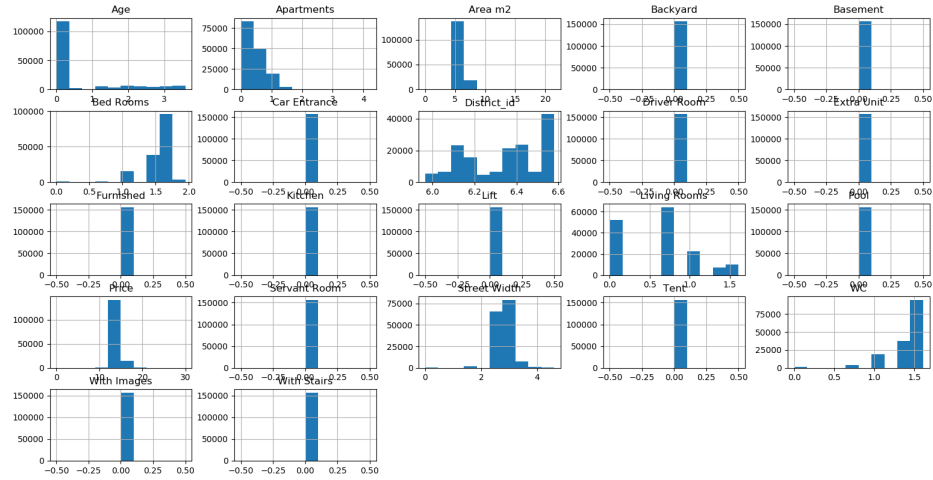 Age
100000
50000
0
0 1 2 3
Apartments
75000
50000
25000
0
0 1 2 3 4
Area m2
100000
50000
0
0 5 10 15 20
Backyard
150000
100000
50000
0
−0.50 −0.25 0.00 0.25 0.50
Basement
150000
100000
50000
0
−0.50 −0.25 0.00 0.25 0.50
Bed Rooms
100000
50000
0
0.0 0.5 1.0 1.5 2.0
Car Entrance
150000
100000
50000
0
−0.50 −0.25 0.00 0.25 0.50
District_id
40000
20000
0
6.0 6.2 6.4 6.6
Driver Room
150000
100000
50000
0
−0.50 −0.25 0.00 0.25 0.50
Extra Unit
150000
100000
50000
0
−0.50 −0.25 0.00 0.25 0.50
Furnished
150000
100000
50000
0
−0.50 −0.25 0.00 0.25 0.50
Kitchen
150000
100000
50000
0
−0.50 −0.25 0.00 0.25 0.50
Lift
150000
100000
50000
0
−0.50 −0.25 0.00 0.25 0.50
Living Rooms
60000
40000
20000
0
0.0 0.5 1.0 1.5
Pool
150000
100000
50000
0
−0.50 −0.25 0.00 0.25 0.50
Price
100000
50000
0
0 10 20 30
Servant Room
150000
100000
50000
0
−0.50 −0.25 0.00 0.25 0.50
Street Width
75000
50000
25000
0
0 2 4
Tent
150000
100000
50000
0
−0.50 −0.25 0.00 0.25 0.50
WC
75000
50000
25000
0
0.0 0.5 1.0 1.5
With Images
150000
100000
50000
0
−0.50 −0.25 0.00 0.25 0.50
With Stairs
150000
100000
50000
0
−0.50 −0.25 0.00 0.25 0.50